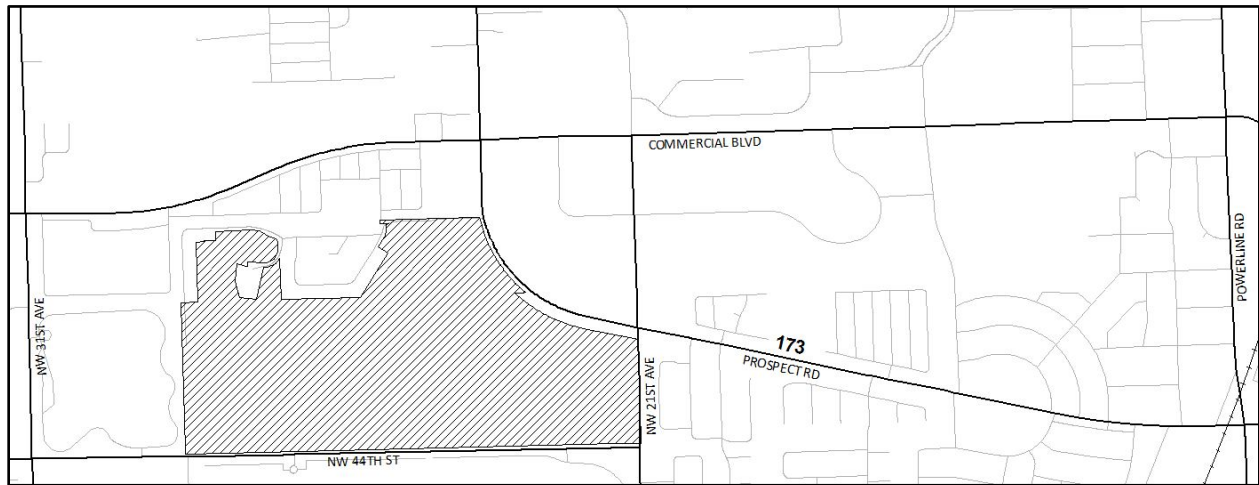 COMMERCIAL BLVD
POWERLINE RD
NW 31ST AVE
173
PROSPECT RD
NW 21ST AVE
NW 44TH ST